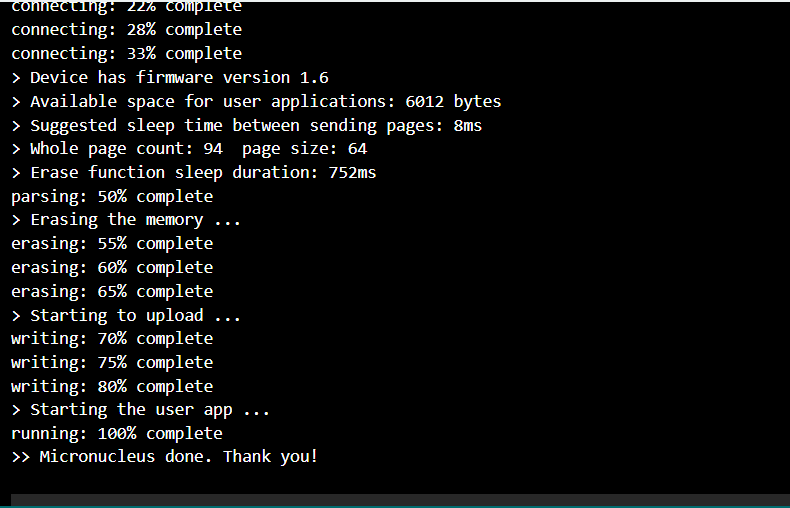 connecting: 22% complete
connecting: 28% complete
connecting: 33% complete
> Device has firmware version 1.6
> Available space for user applications: 6012 bytes
> Suggested sleep time between sending pages: 8ms
> Whole page count: 94  page size: 64
> Erase function sleep duration: 752ms
parsing: 50% complete
> Erasing the memory ...
erasing: 55% complete
erasing: 60% complete
erasing: 65% complete
> Starting to upload ...
writing: 70% complete
writing: 75% complete
writing: 80% complete
> Starting the user app ...
running: 100% complete
>> Micronucleus done. Thank you!